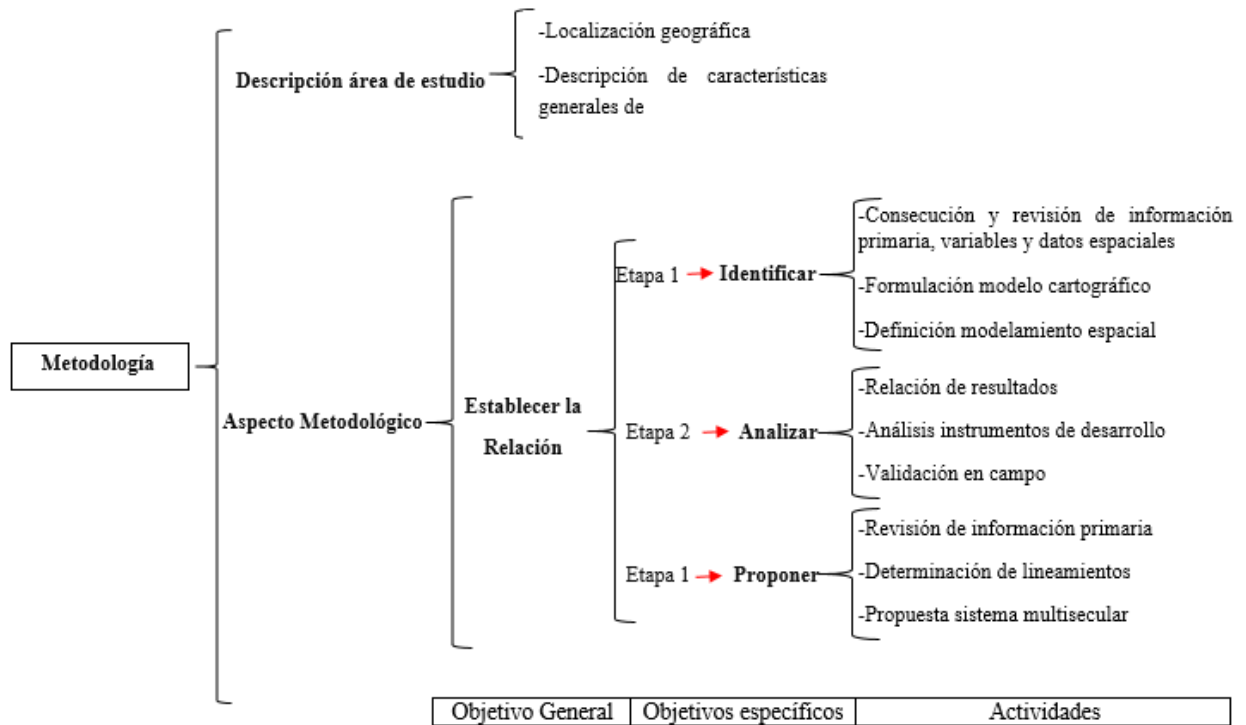 -Localización geográfica
Descripción área de estudio
-Descripción de características
generales de
-Consecución y revisión de información
primaria, variables y datos espaciales
Etapa 1
Identificar
-Formulación modelo cartográfico
-Definición modelamiento espacial
Metodología
Aspecto Metodológico
Establecer la
Relación
-Relación de resultados
Etapa 2
Analizar
-Análisis instrumentos de desarrollo
-Validación en campo
-Revisión de información primaria
Etapa 1
Proponer
-Determinación de lineamientos
-Propuesta sistema multisecular
Objetivo General
Objetivos específicos
Actividades